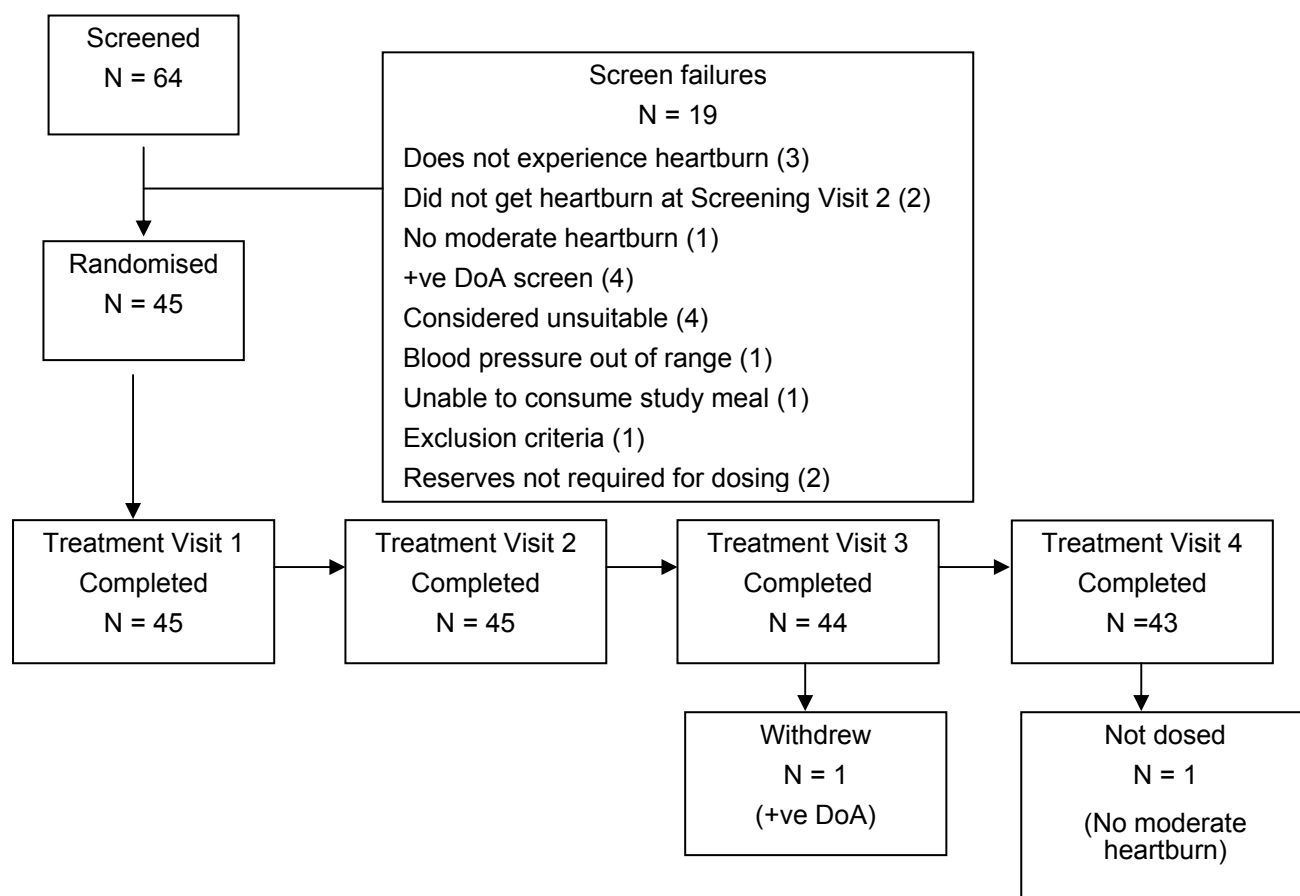 Screened
N = 64
Screen failures
N = 19
Does not experience heartburn (3)
Did not get heartburn at Screening Visit 2 (2)
No moderate heartburn (1)
+ve DoA screen (4)
Considered unsuitable (4)
Blood pressure out of range (1)
Unable to consume study meal (1)
Exclusion criteria (1)
Reserves not required for dosing (2)
Randomised
N = 45
Treatment Visit 1
Completed
N = 45
Treatment Visit 2
Completed
N = 45
Treatment Visit 3
Completed
N = 44
Treatment Visit 4
Completed
N =43
Withdrew
N = 1
(+ve DoA)
Not dosed
N = 1
(No moderate
heartburn)